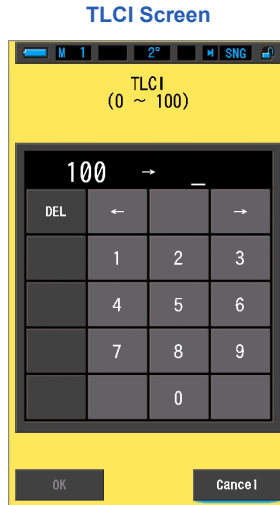 TLCI Screen
M 1 2° SNG
TLCI
(0 ~ 100)
100 → _
DEL ← →
1 2 3
4 5 6
7 8 9
0
OK Cancel